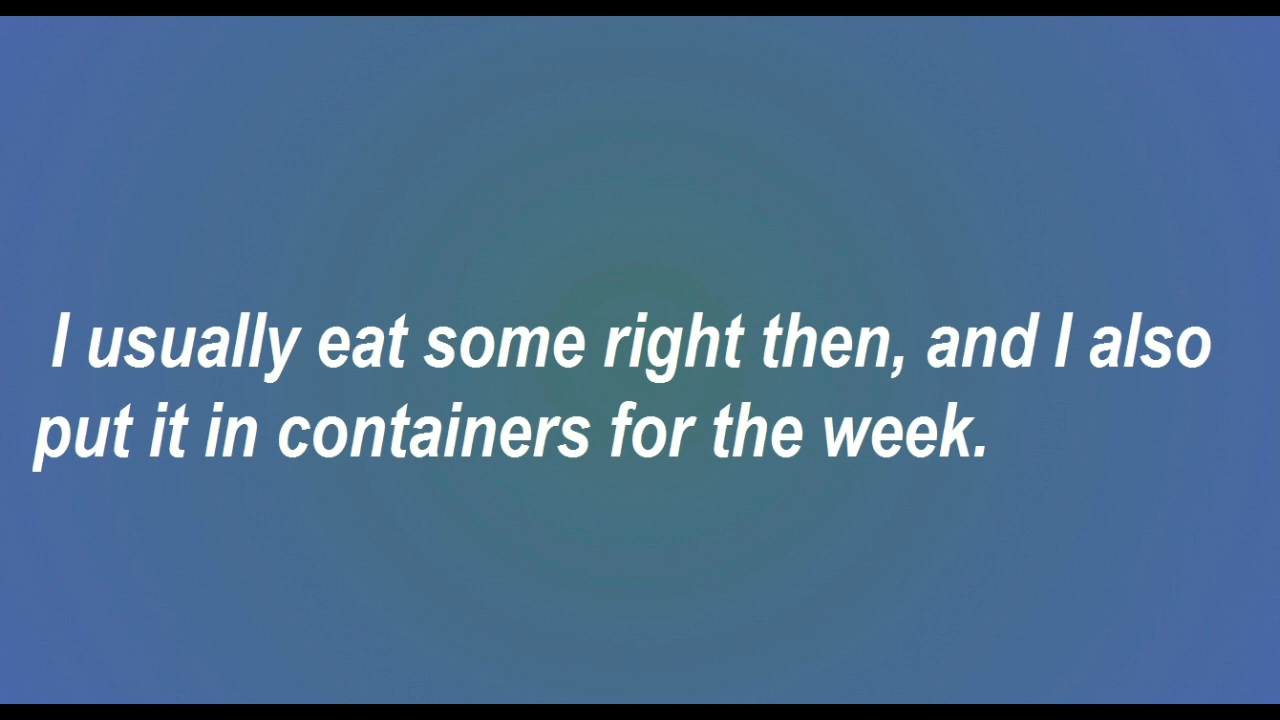 I usually eat some right then, and I also
put it in containers for the week.